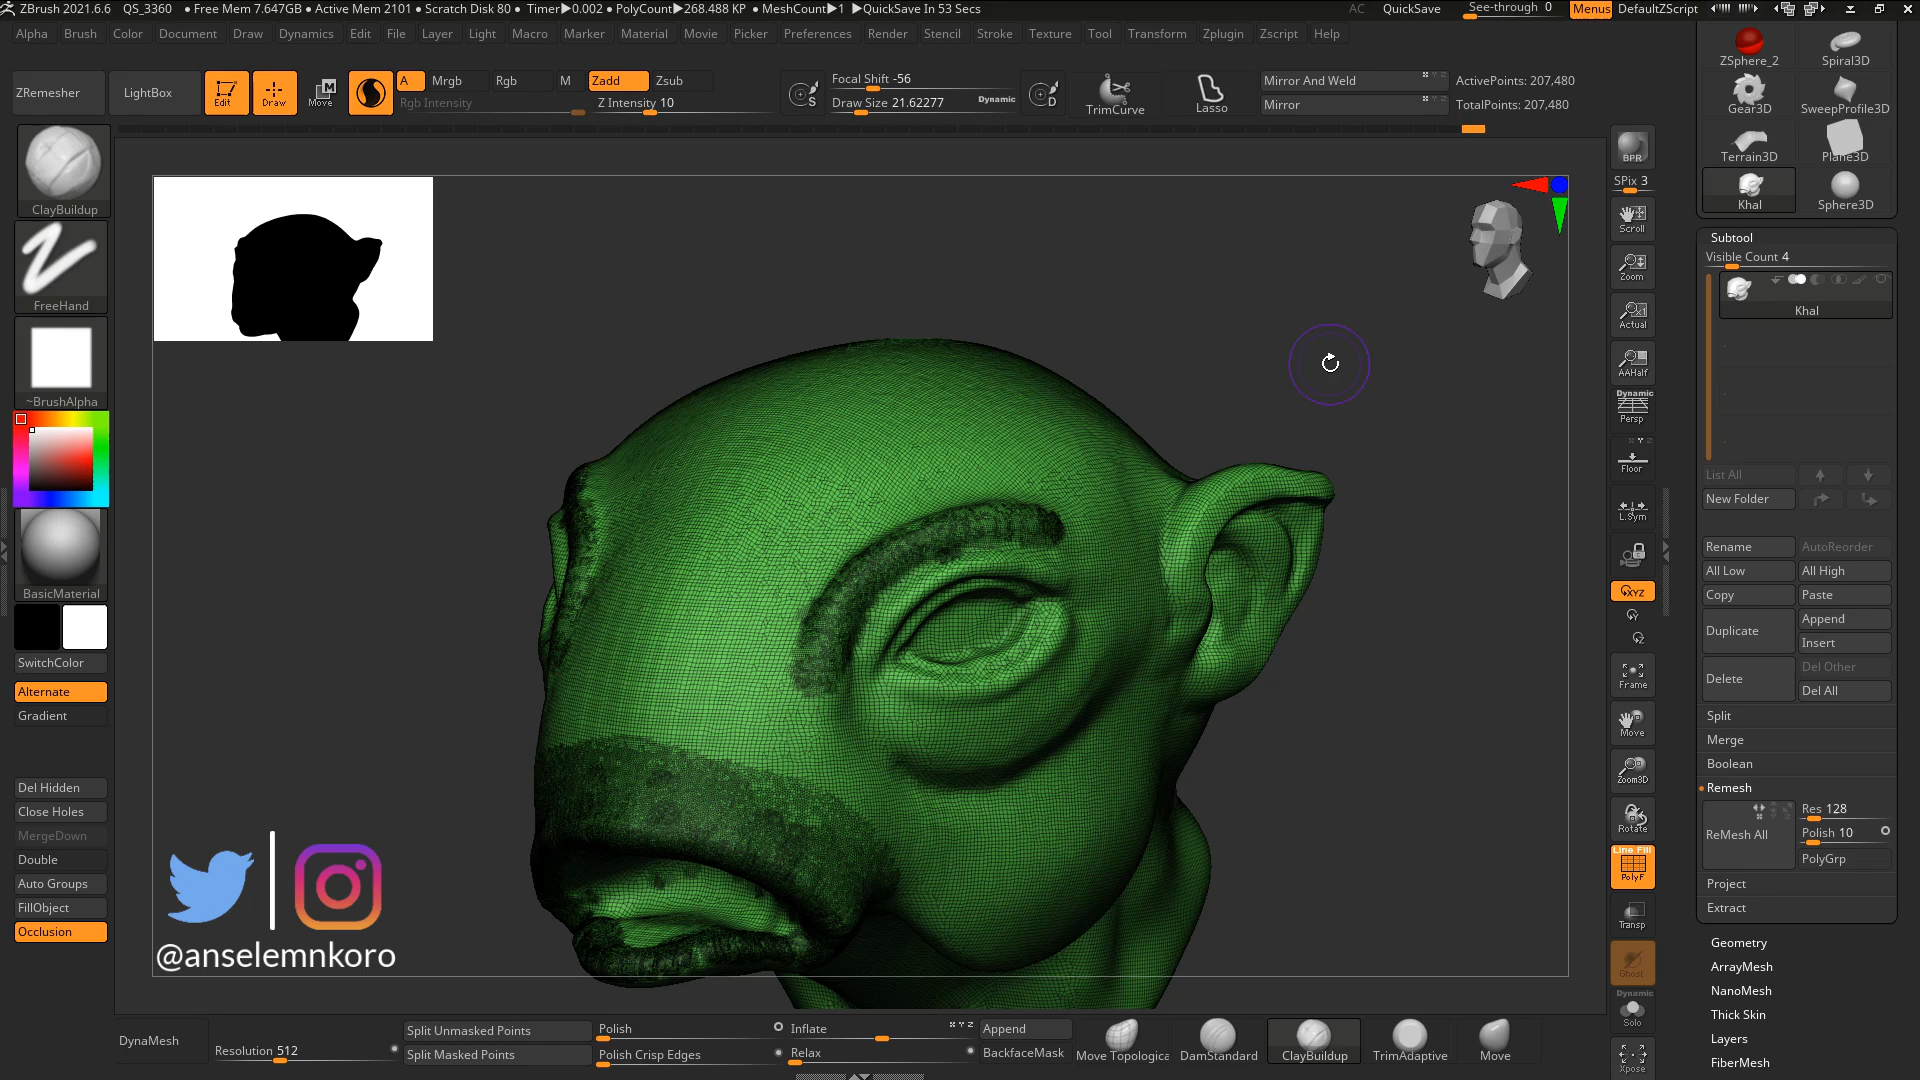 ZBrush 2021.6.6 QS_3360 • Free Mem 7.647GB • Active Mem 2101 • Scratch Disk 80 • Timer▶0.002 • PolyCount▶268.488 KP • MeshCount▶1 ▶QuickSave In 53 Secs AC QuickSave See-through 0 Menus DefaultZScript
Alpha Brush Color Document Draw Dynamics Edit File Layer Light Macro Marker Material Movie Picker Preferences Render Stencil Stroke Texture Tool Transform Zplugin Zscript Help
ZRemesher LightBox Edit Draw Move A Mrgb Rgb M Zadd Zsub
Rgb Intensity Z Intensity 10
S Focal Shift -56
Draw Size 21.62277 Dynamic D
TrimCurve Lasso
Mirror And Weld
Mirror
ActivePoints: 207,480
TotalPoints: 207,480
ClayBuildup
FreeHand
~BrushAlpha
BasicMaterial
SwitchColor
Alternate
Gradient
Del Hidden
Close Holes
MergeDown
Double
Auto Groups
FillObject
Occlusion
@anselemnkoro
BPR
SPix 3
Scroll
Zoom
Actual
AAHalf
Dynamic
Persp
Floor
L.Sym
XYZ
Frame
Move
Zoom3D
Rotate
Line Fill
PolyF
Transp
Ghost
Dynamic
Solo
Xpose
ZSphere_2 Spiral3D
Gear3D SweepProfile3D
Terrain3D Plane3D
Khal Sphere3D
Subtool
Visible Count 4
Khal
List All
New Folder
Rename AutoReorder
All Low All High
Copy Paste
Duplicate Append
Insert
Delete Del Other
Del All
Split
Merge
Boolean
Remesh
ReMesh All Res 128
Polish 10
PolyGrp
Project
Extract
Geometry
ArrayMesh
NanoMesh
Thick Skin
Layers
FiberMesh
DynaMesh
Resolution 512
Split Unmasked Points
Split Masked Points
Polish
Polish Crisp Edges
Inflate
Relax
Append
BackfaceMask
Move Topologica DamStandard ClayBuildup TrimAdaptive Move